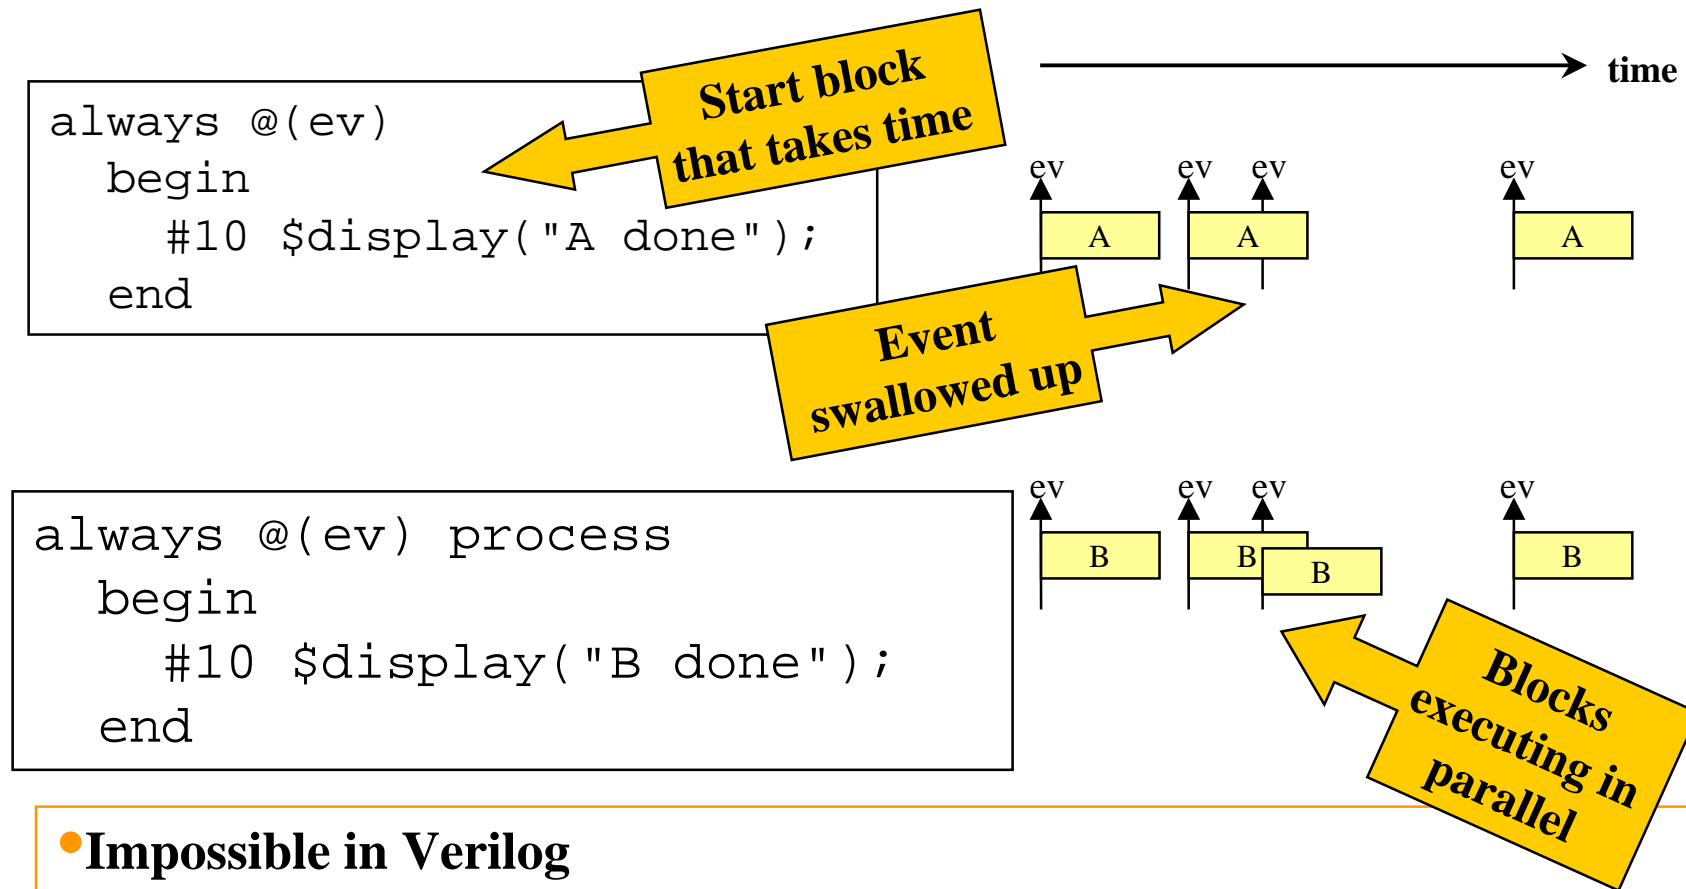 time
always @(ev)
begin
#10 $display("A done");
end
Start block
that takes time
ev ev ev ev
A A A
Event
swallowed up
always @(ev) process
begin
#10 $display("B done");
end
ev ev ev ev
B B B B
Blocks
executing in
parallel
•Impossible in Verilog